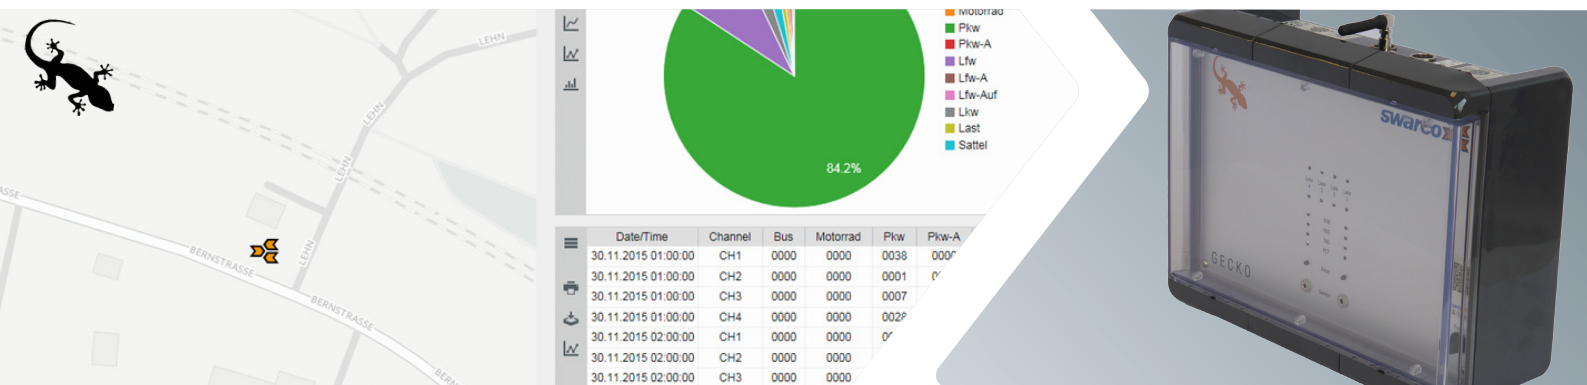 LEHN
LEHN
LEHN
LEHN
BERNSTRASSE
BERNSTRASSE
Motorrad
Pkw
Pkw-A
Lfw
Lfw-A
Lfw-Auf
Lkw
Last
Sattel
84.2%
Date/Time Channel Bus Motorrad Pkw Pkw-A
30.11.2015 01:00:00 CH1 0000 0000 0038 0000
30.11.2015 01:00:00 CH2 0000 0000 0001
30.11.2015 01:00:00 CH3 0000 0000 0007
30.11.2015 01:00:00 CH4 0000 0000 0028
30.11.2015 02:00:00 CH1 0000 0000
30.11.2015 02:00:00 CH2 0000 0000
30.11.2015 02:00:00 CH3 0000 0000
swarco
GECKO